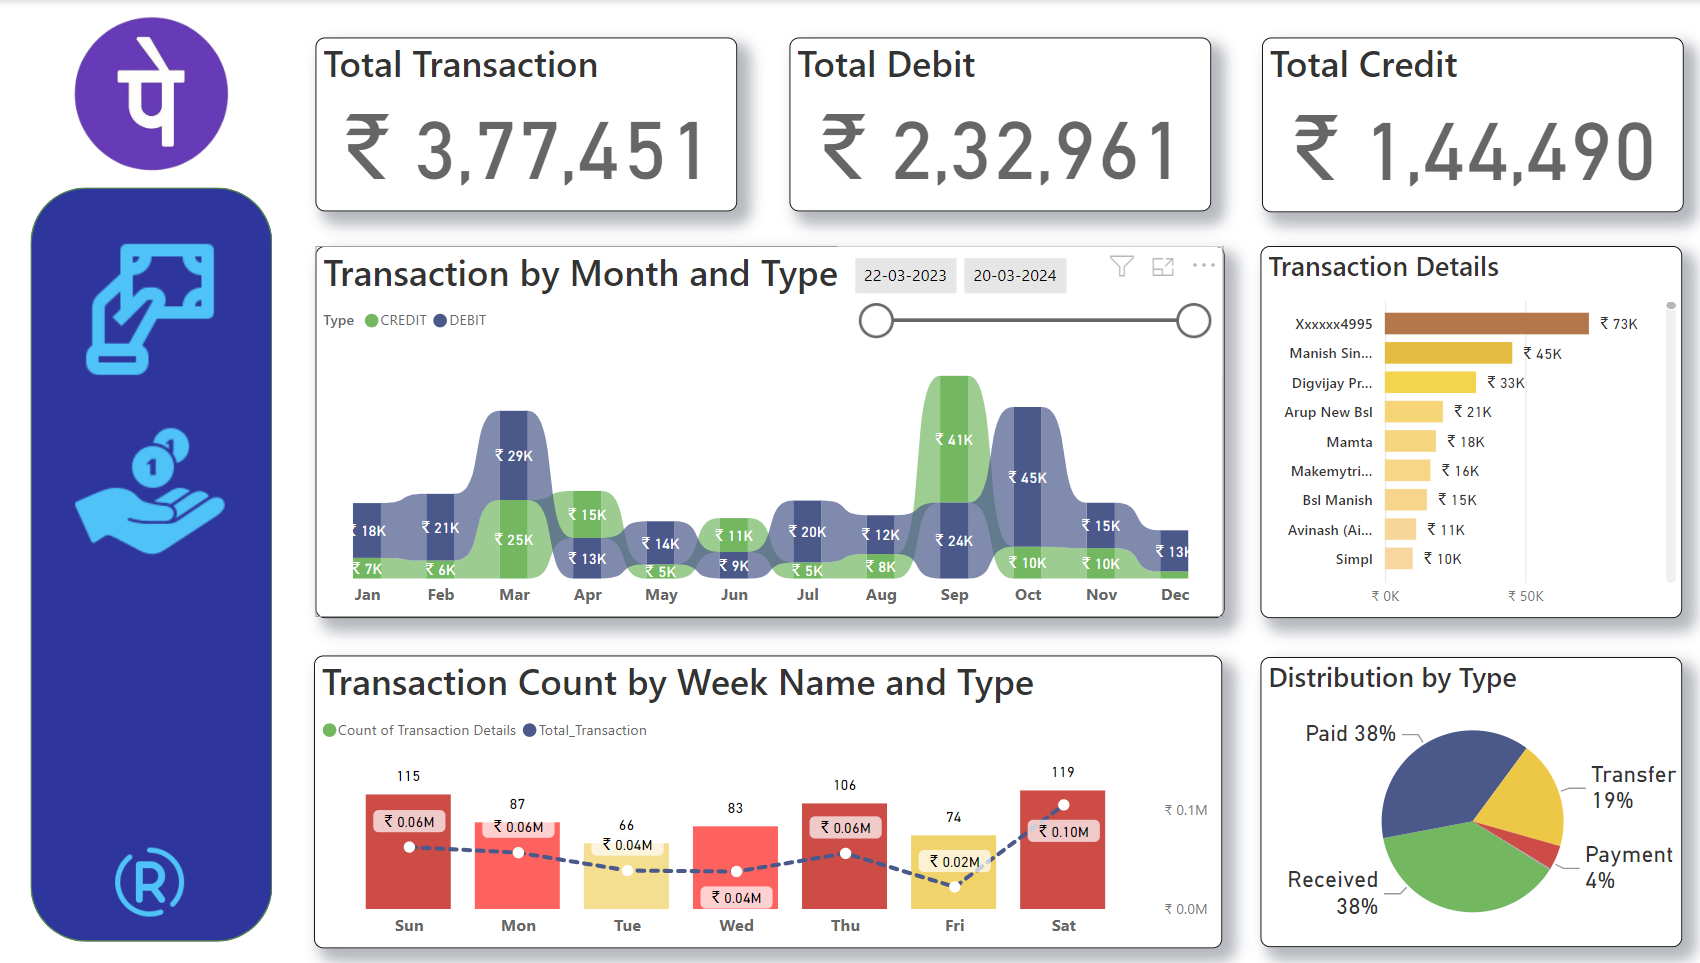 पे
Total Transaction
₹ 3,77,451
Total Debit
₹ 2,32,961
Total Credit
₹ 1,44,490
Transaction by Month and Type
22-03-2023
20-03-2024
Type CREDIT DEBIT
₹ 18K
₹ 7K
₹ 21K
₹ 6K
₹ 29K
₹ 25K
₹ 15K
₹ 13K
₹ 14K
₹ 5K
₹ 11K
₹ 9K
₹ 20K
₹ 5K
₹ 12K
₹ 8K
₹ 41K
₹ 24K
₹ 45K
₹ 10K
₹ 15K
₹ 10K
₹ 13K
Jan Feb Mar Apr May Jun Jul Aug Sep Oct Nov Dec
Transaction Details
Xxxxxx4995 ₹ 73K
Manish Sin... ₹ 45K
Digvijay Pr... ₹ 33K
Arup New Bsl ₹ 21K
Mamta ₹ 18K
Makemytri... ₹ 16K
Bsl Manish ₹ 15K
Avinash (Ai... ₹ 11K
Simpl ₹ 10K
₹ 0K ₹ 50K
Transaction Count by Week Name and Type
Count of Transaction Details Total_Transaction
115
₹ 0.06M
87
₹ 0.06M
66
₹ 0.04M
83
₹ 0.04M
106
₹ 0.06M
74
₹ 0.02M
119
₹ 0.10M
₹ 0.1M
₹ 0.0M
Sun Mon Tue Wed Thu Fri Sat
Distribution by Type
Paid 38%
Transfer
19%
Payment
4%
Received
38%
1
1
R